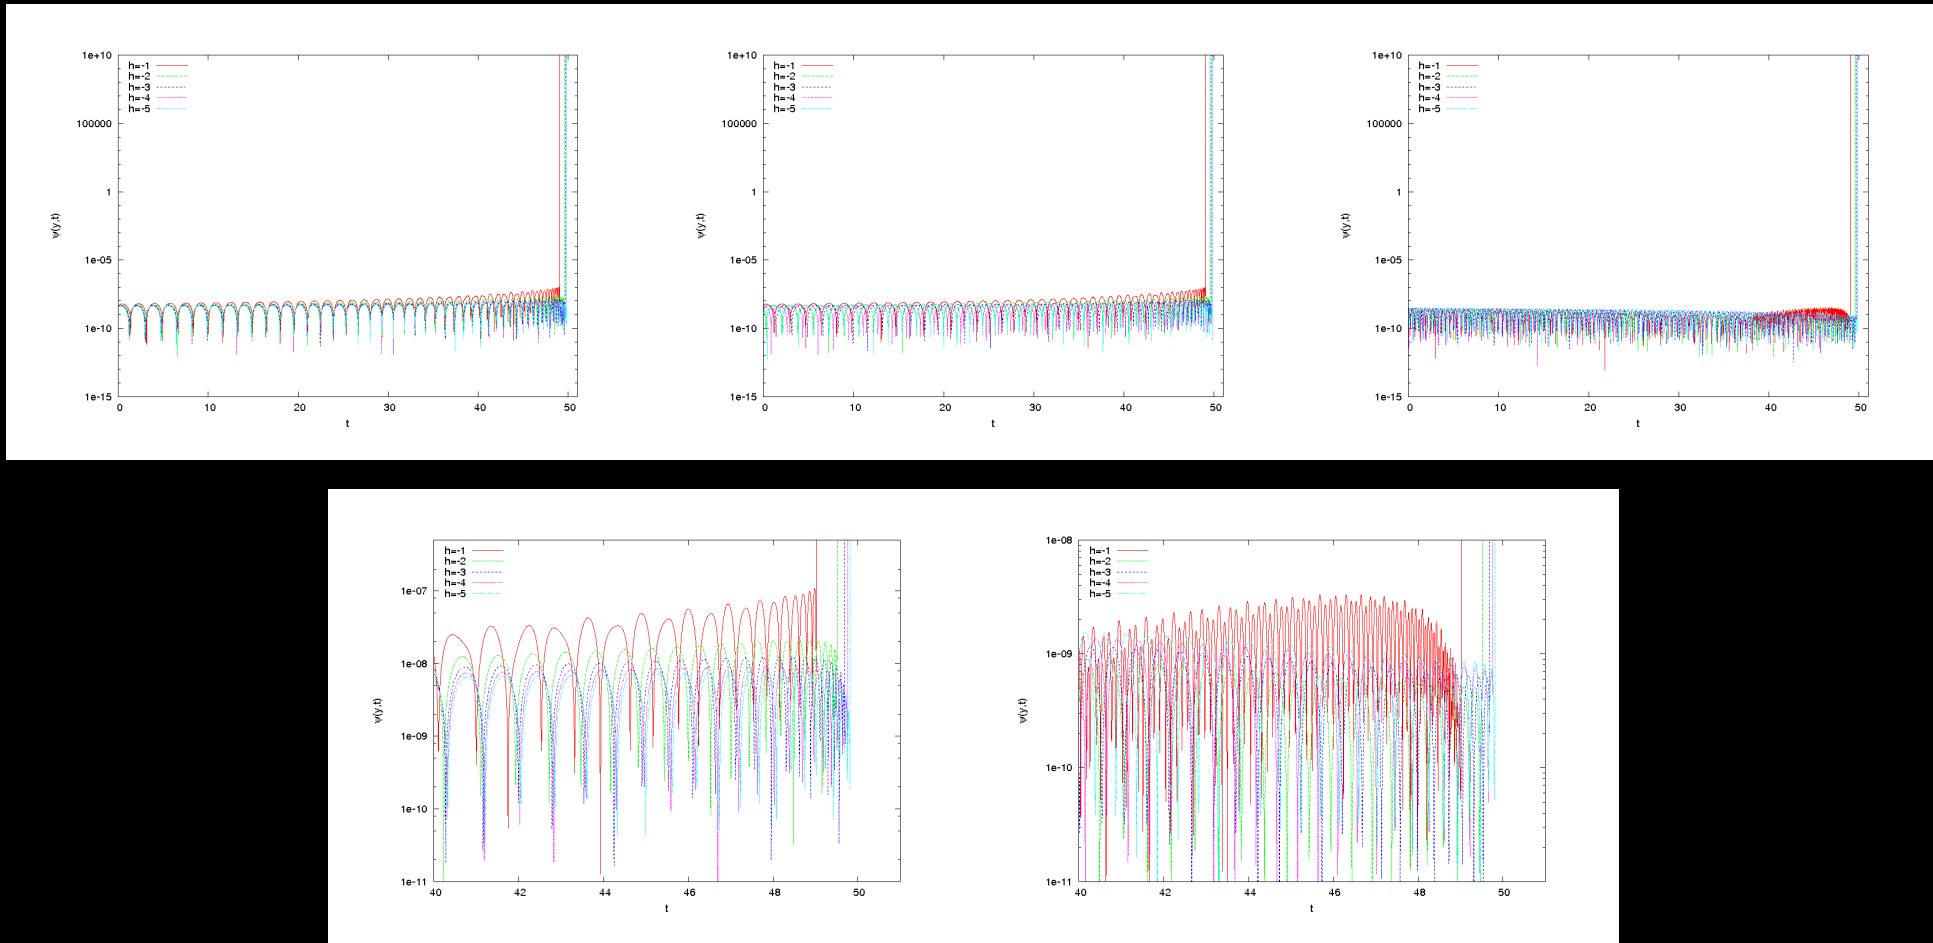 1e+10
h=-1
h=-2
h=-3
h=-4
h=-5
100000
1
ψ(y,t)
1e-05
1e-10
1e-15
0 10 20 30 40 50
t
1e+10
h=-1
h=-2
h=-3
h=-4
h=-5
100000
1
ψ(y,t)
1e-05
1e-10
1e-15
0 10 20 30 40 50
t
1e+10
h=-1
h=-2
h=-3
h=-4
h=-5
100000
1
ψ(y,t)
1e-05
1e-10
1e-15
0 10 20 30 40 50
t
h=-1
h=-2
h=-3
h=-4
h=-5
1e-07
1e-08
ψ(y,t)
1e-09
1e-10
1e-11
40 42 44 46 48 50
t
1e-08
h=-1
h=-2
h=-3
h=-4
h=-5
1e-09
ψ(y,t)
1e-10
1e-11
40 42 44 46 48 50
t